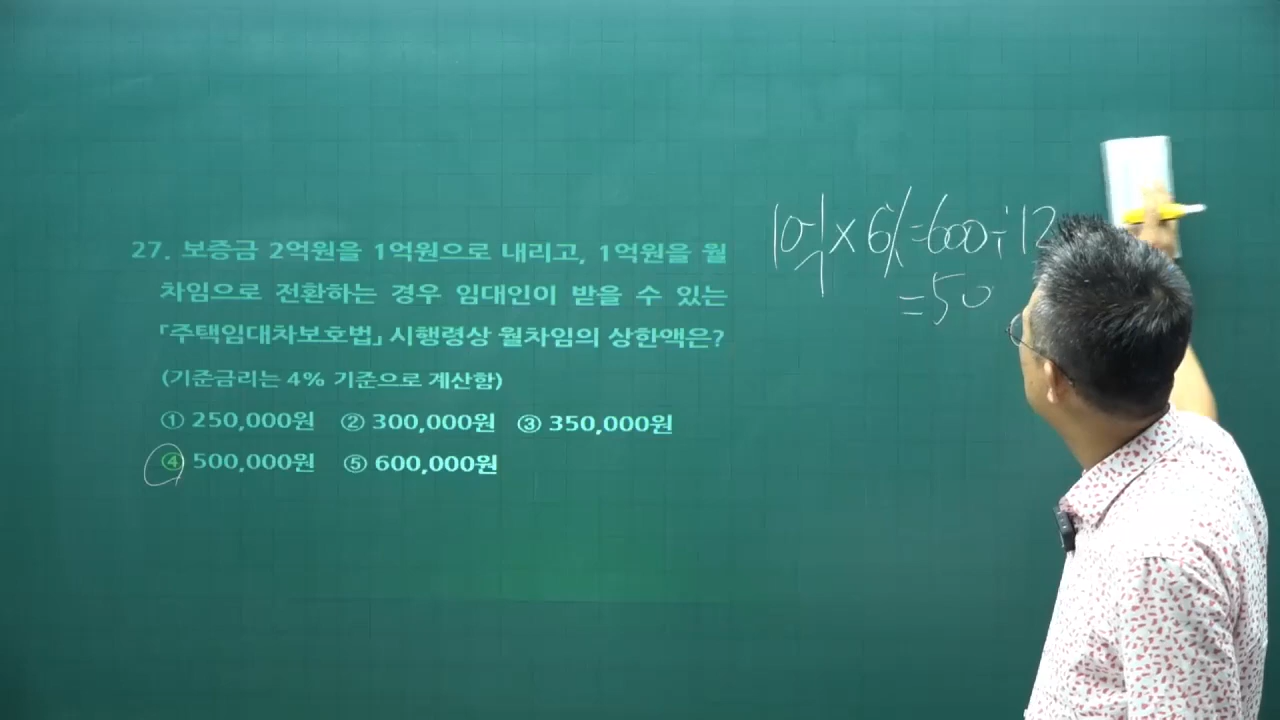 27. 보증금 2억원을 1억원으로 내리고, 1억원을 월
차임으로 전환하는 경우 임대인이 받을 수 있는
「주택임대차보호법」 시행령상 월차임의 상한액은?
(기준금리는 4% 기준으로 계산함)
① 250,000원 ② 300,000원 ③ 350,000원
④ 500,000원 ⑤ 600,000원
1억×6%=600÷12
=50